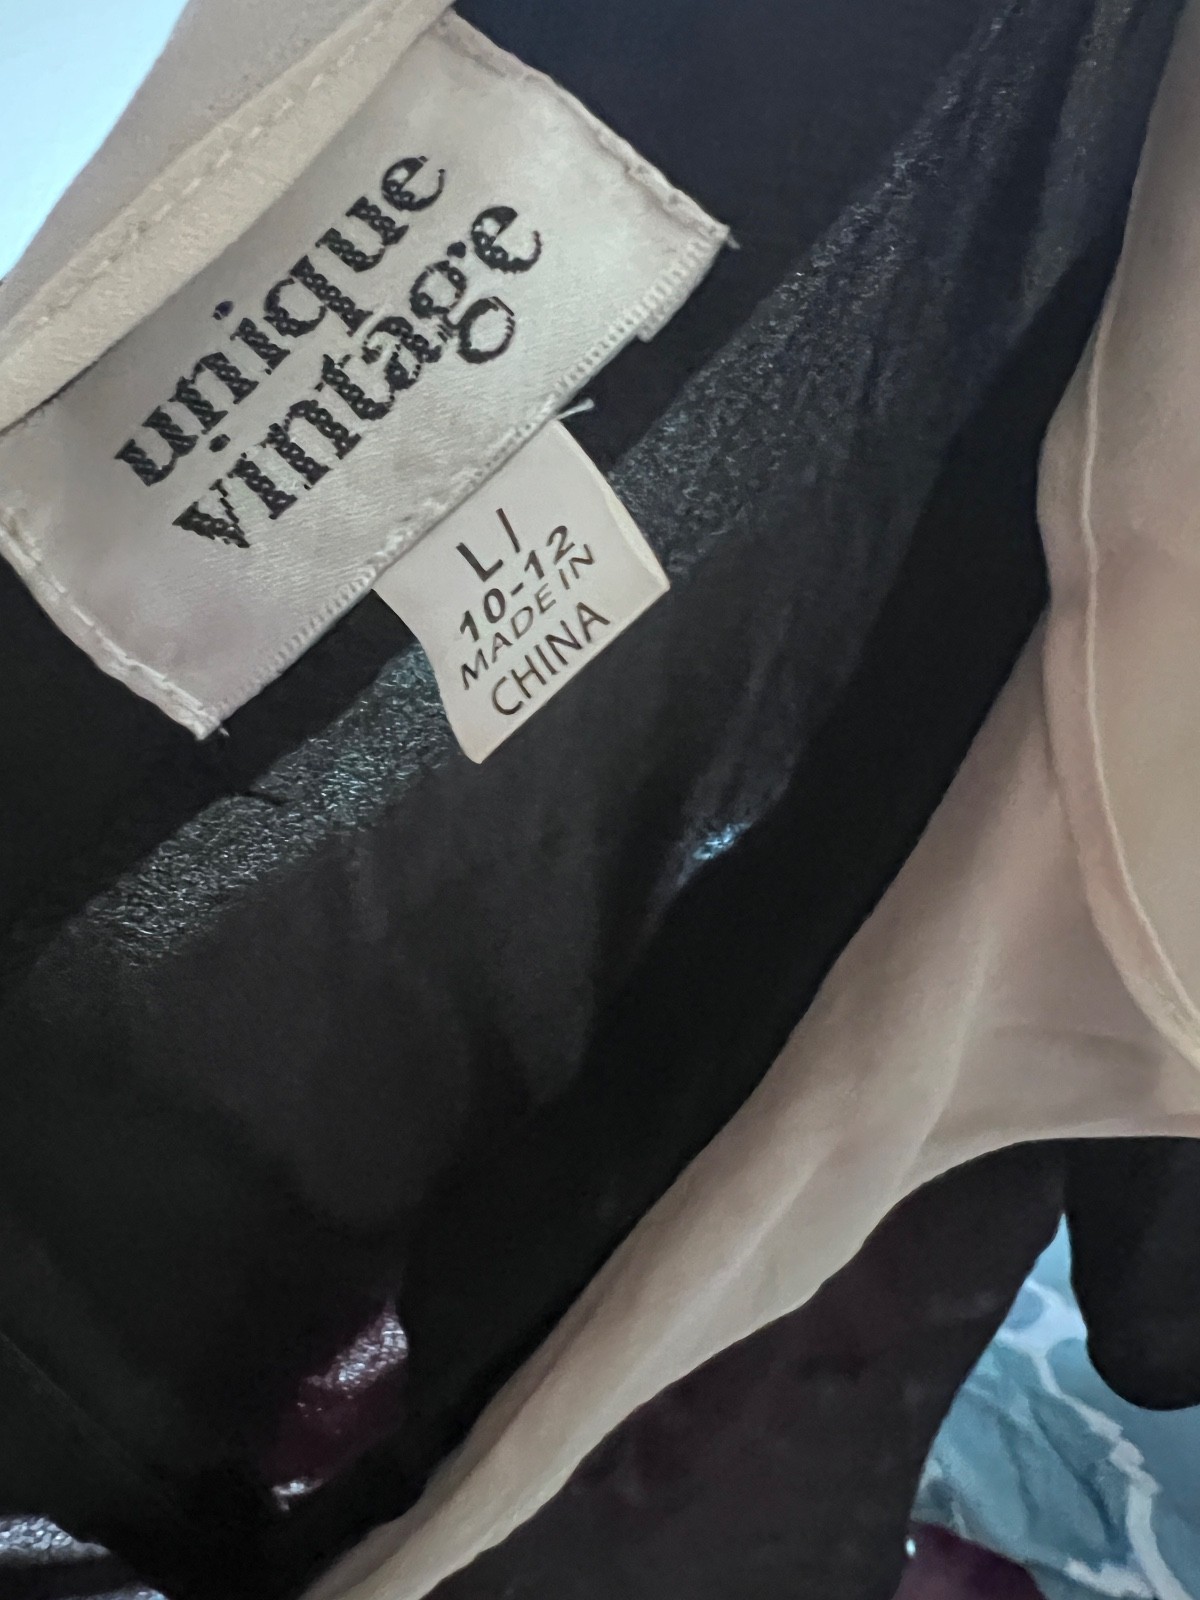 unique
vintage
L |
10-12
MADE IN
CHINA